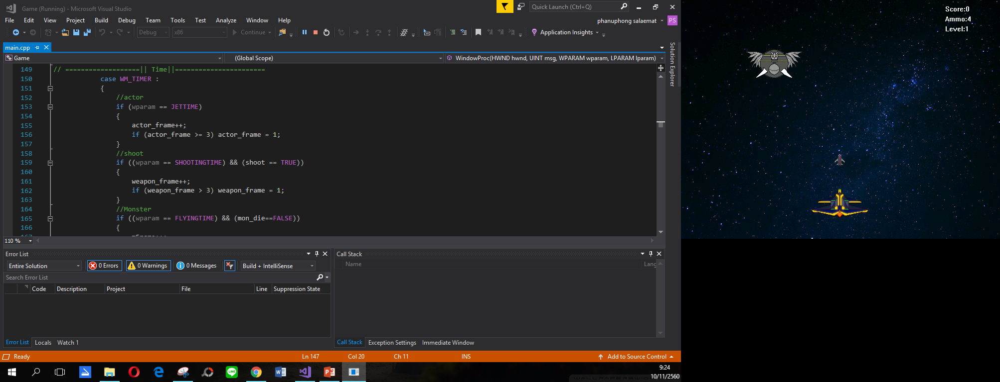 Game (Running) - Microsoft Visual Studio
Quick Launch (Ctrl+Q)
File Edit View Project Build Debug Team Tools Test Analyze Window Help
phanuphong salaemat PS
Debug x86 Continue Application Insights
main.cpp
Game (Global Scope) WindowProc(HWND hwnd, UINT msg, WPARAM wparam, LPARAM lparam)
149 // ===================|| Time||=======================
150 case WM_TIMER :
151 {
152 //actor
153 if (wparam == JETTIME)
154 {
155 actor_frame++;
156 if (actor_frame >= 3) actor_frame = 1;
157 }
158 //shoot
159 if ((wparam == SHOOTINGTIME) && (shoot == TRUE))
160 {
161 weapon_frame++;
162 if (weapon_frame > 3) weapon_frame = 1;
163 }
164 //Monster
165 if ((wparam == FLYINGTIME) && (mon_die==FALSE))
166 {
110 %
Solution Explorer
Error List
Entire Solution 0 Errors 0 Warnings 0 Messages Build + IntelliSense
Search Error List
Code Description Project File Line Suppression State
Error List Locals Watch 1
Call Stack
Name Lang
Call Stack Exception Settings Immediate Window
Ready Ln 147 Col 20 Ch 11 INS Add to Source Control
LINE
9:24
10/11/2560
Score:0
Ammo:4
Level:1